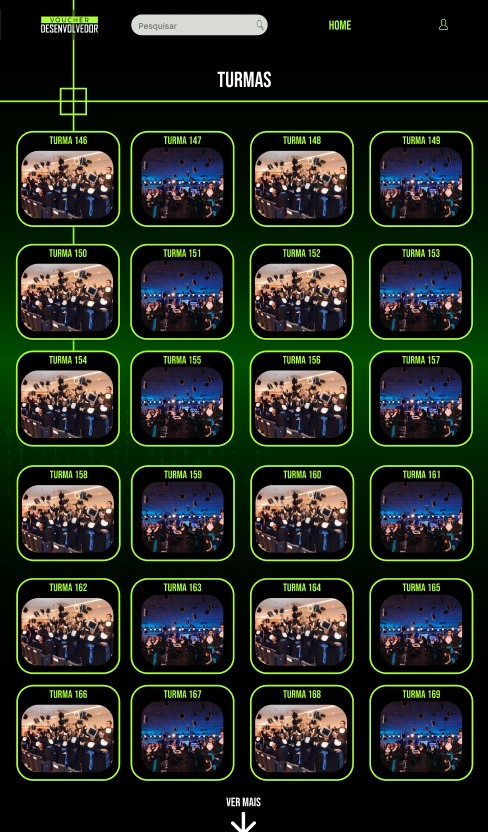 VOUCHER
DESENVOLVEDOR
Pesquisar
HOME
TURMAS
TURMA 146
TURMA 147
TURMA 148
TURMA 149
TURMA 150
TURMA 151
TURMA 152
TURMA 153
TURMA 154
TURMA 155
TURMA 156
TURMA 157
TURMA 158
TURMA 159
TURMA 160
TURMA 161
TURMA 162
TURMA 163
TURMA 164
TURMA 165
TURMA 166
TURMA 167
TURMA 168
TURMA 169
VER MAIS